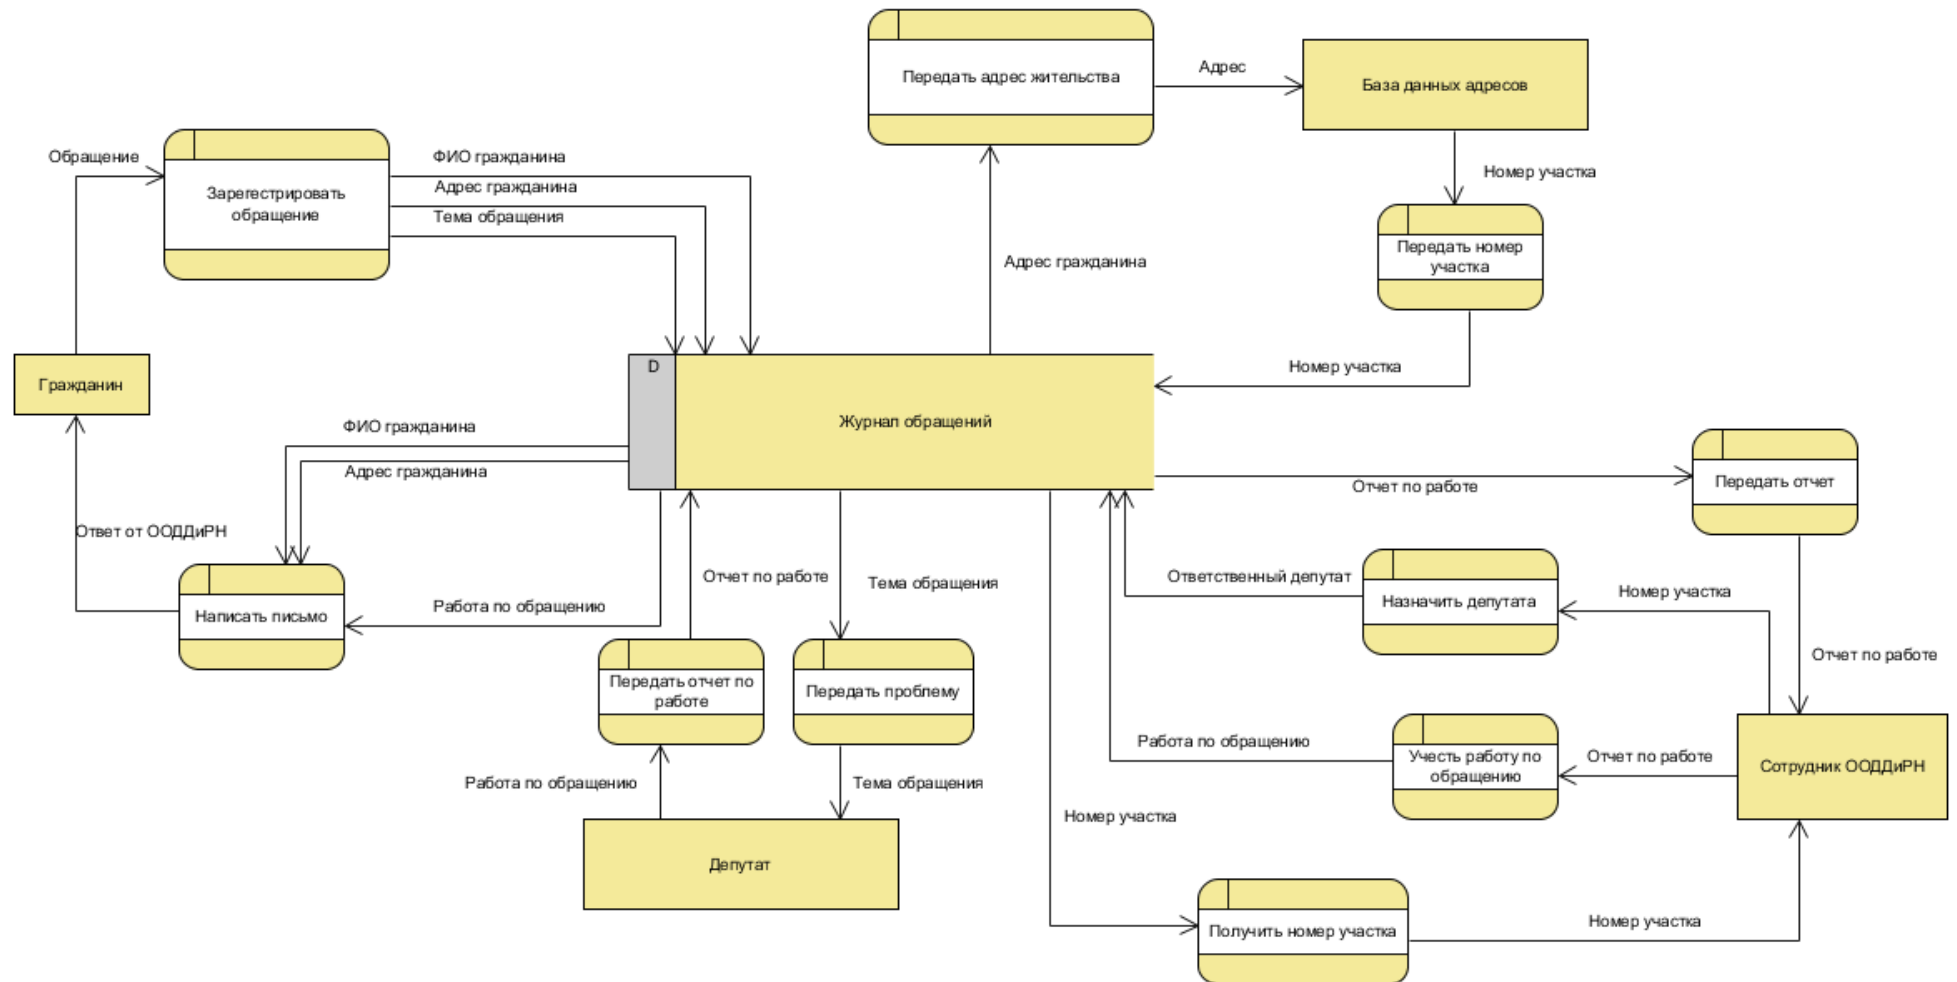 Передать адрес жительства
Адрес
База данных адресов
Обращение
ФИО гражданина
Адрес гражданина
Тема обращения
Зарегестрировать
обращение
Номер участка
Передать номер
участка
Адрес гражданина
Номер участка
Гражданин
D
Журнал обращений
ФИО гражданина
Адрес гражданина
Отчет по работе
Передать отчет
Ответ от ООДДиРН
Написать письмо
Работа по обращению
Отчет по работе
Тема обращения
Ответственный депутат
Назначить депутата
Номер участка
Отчет по работе
Передать отчет по
работе
Передать проблему
Работа по обращению
Учесть работу по
обращению
Отчет по работе
Сотрудник ООДДиРН
Работа по обращению
Тема обращения
Номер участка
Депутат
Получить номер участка
Номер участка